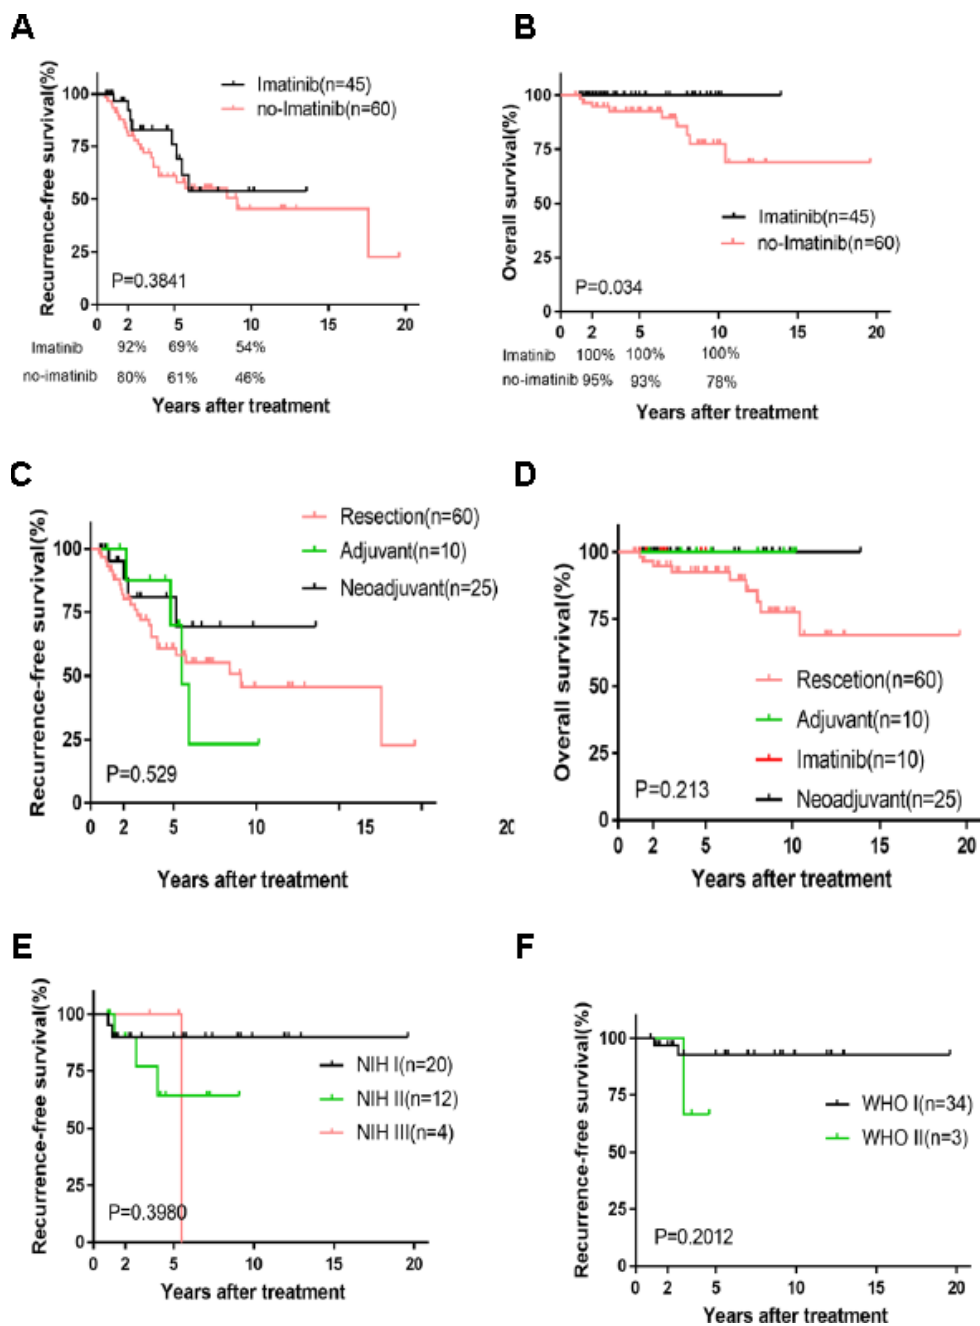 A
Recurrence-free survival(%)
100
75
50
25
0
Imatinib(n=45)
no-Imatinib(n=60)
P=0.3841
0 2 5 10 15 20
Imatinib 92% 69% 54%
no-imatinib 80% 61% 46%
Years after treatment
B
Overall survival(%)
100
75
50
25
0
Imatinib(n=45)
no-Imatinib(n=60)
P=0.034
0 2 5 10 15 20
Imatinib 100% 100% 100%
no-imatinib 95% 93% 78%
Years after treatment
C
Recurrence-free survival(%)
100
75
50
25
0
Resection(n=60)
Adjuvant(n=10)
Neoadjuvant(n=25)
P=0.529
0 2 5 10 15 20
Years after treatment
D
Overall survival(%)
100
75
50
25
0
Rescetion(n=60)
Adjuvant(n=10)
Imatinib(n=10)
Neoadjuvant(n=25)
P=0.213
0 2 5 10 15 20
Years after treatment
E
Recurrence-free survival(%)
100
75
50
25
0
NIH I(n=20)
NIH II(n=12)
NIH III(n=4)
P=0.3980
0 2 5 10 15 20
Years after treatment
F
Recurrence-free survival(%)
100
75
50
25
0
WHO I(n=34)
WHO II(n=3)
P=0.2012
0 2 5 10 15 20
Years after treatment